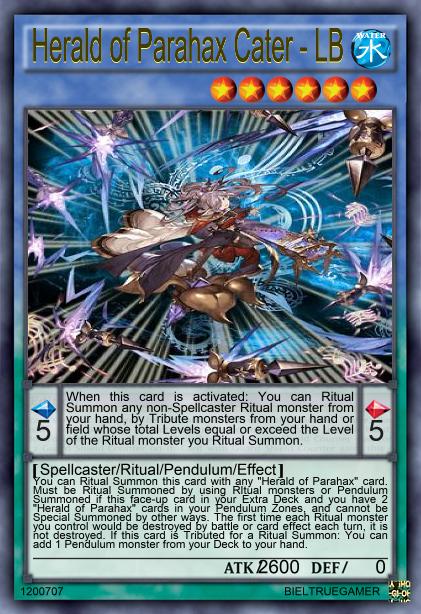 Herald of Parahax Cater - LB
WATER
水
When this card is activated: You can Ritual
Summon any non-Spellcaster Ritual monster from
your hand, by Tribute monsters from your hand or
field whose total Levels equal or exceed the Level
of the Ritual monster you Ritual Summon.
5
5
[Spellcaster/Ritual/Pendulum/Effect]
You can Ritual Summon this card with any "Herald of Parahax" card.
Must be Ritual Summoned by using Ritual monsters or Pendulum
Summoned if this face-up card in your Extra Deck and you have 2
"Herald of Parahax" cards in your Pendulum Zones, and cannot be
Special Summoned by other ways. The first time each Ritual monster
you control would be destroyed by battle or card effect each turn, it is
not destroyed. If this card is Tributed for a Ritual Summon: You can
add 1 Pendulum monster from your Deck to your hand.
ATK/2600 DEF/ 0
1200707 BIELTRUEGAMER